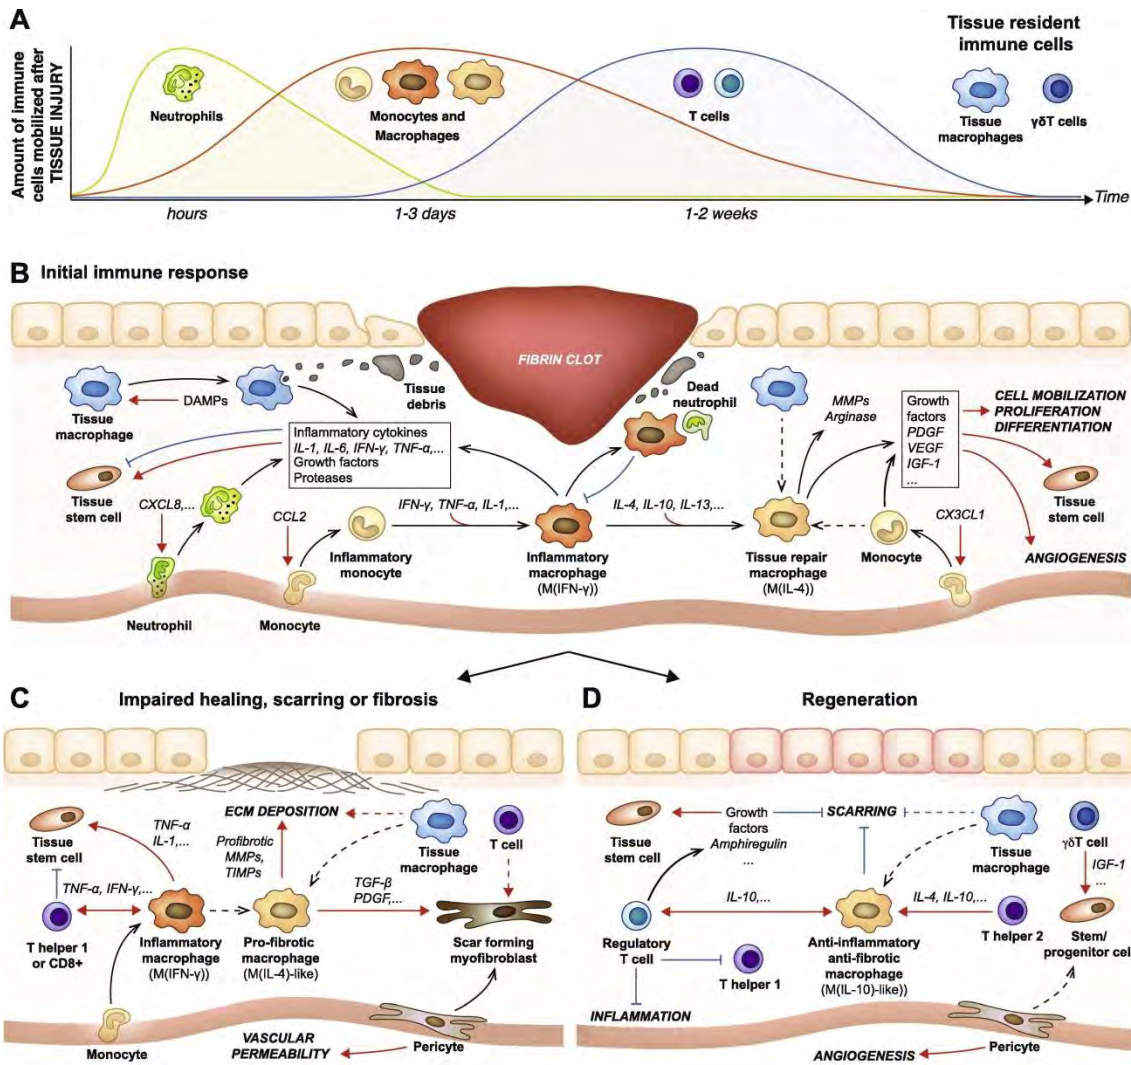 A
Amount of immune
cells mobilized after
TISSUE INJURY
Neutrophils
Monocytes and
Macrophages
T cells
Tissue resident
immune cells
Tissue
macrophages
γδT cells
hours
1-3 days
1-2 weeks
Time
B Initial immune response
FIBRIN CLOT
Tissue
macrophage
DAMPs
Tissue
debris
Inflammatory cytokines
IL-1, IL-6, IFN-γ, TNF-α,...
Growth factors
Proteases
Tissue
stem cell
CXCL8,...
Neutrophil
CCL2
Monocyte
Inflammatory
monocyte
IFN-γ, TNF-α, IL-1,...
Dead
neutrophil
Inflammatory
macrophage
(M(IFN-γ))
IL-4, IL-10, IL-13,...
MMPs
Arginase
Tissue repair
macrophage
(M(IL-4))
Monocyte
Growth
factors
PDGF
VEGF
IGF-1
...
CELL MOBILIZATION
PROLIFERATION
DIFFERENTIATION
Tissue
stem cell
CX3CL1
ANGIOGENESIS
C Impaired healing, scarring or fibrosis
Tissue
stem cell
TNF-α
IL-1,...
TNF-α, IFN-γ,...
T helper 1
or CD8+
Inflammatory
macrophage
(M(IFN-γ))
Monocyte
ECM DEPOSITION
Profibrotic
MMPs,
TIMPs
Pro-fibrotic
macrophage
(M(IL-4)-like)
Tissue
macrophage
T cell
TGF-β
PDGF,...
Scar forming
myofibroblast
VASCULAR
PERMEABILITY
Pericyte
D Regeneration
Tissue
stem cell
Growth
factors
Amphiregulin
...
SCARRING
Tissue
macrophage
γδT cell
IGF-1
...
IL-10,...
IL-4, IL-10,...
Regulatory
T cell
T helper 1
Anti-inflammatory
anti-fibrotic
macrophage
(M(IL-10)-like))
T helper 2
Stem/
progenitor cell
INFLAMMATION
ANGIOGENESIS
Pericyte